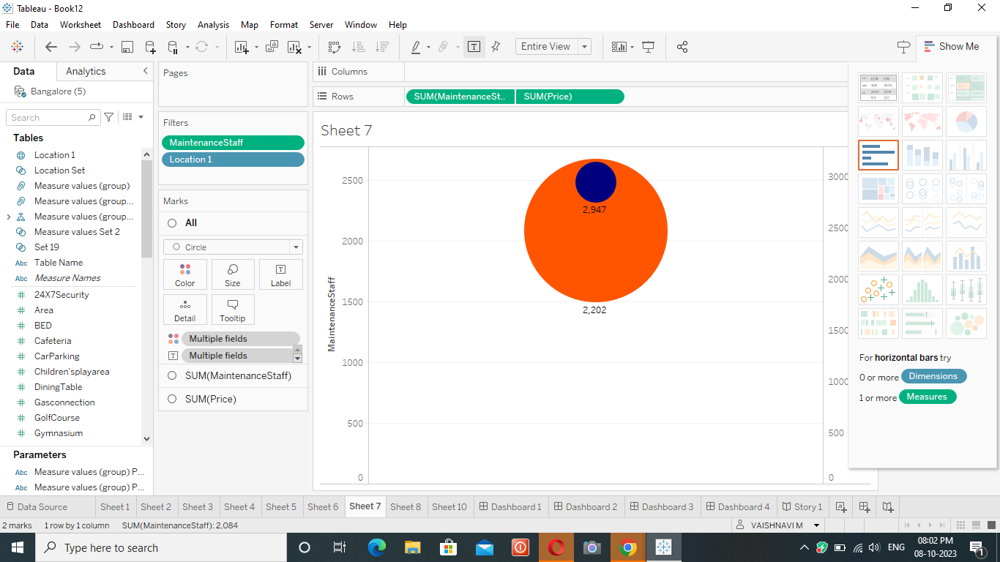 Tableau - Book12
File Data Worksheet Dashboard Story Analysis Map Format Server Window Help
Entire View
Show Me
Data Analytics
Bangalore (5)
Search
Tables
Location 1
Location Set
Measure values (group)
Measure values (group...
Measure values (group...
Measure values Set 2
Set 19
Abc Table Name
Abc Measure Names
24X7Security
Area
BED
Cafeteria
CarParking
Children'splayarea
DiningTable
Gasconnection
GolfCourse
Gymnasium
Parameters
Abc Measure values (group) P...
Abc Measure values (group) P...
Pages
Filters
MaintenanceStaff
Location 1
Marks
All
Circle
Color Size Label
Detail Tooltip
Multiple fields
Multiple fields
SUM(MaintenanceStaff)
SUM(Price)
Columns
Rows SUM(MaintenanceSt.. SUM(Price)
Sheet 7
MaintenanceStaff
2500
2000
1500
1000
500
0
2,947
2,202
3000
2500
2000
1500
1000
500
0
For horizontal bars try
0 or more Dimensions
1 or more Measures
Data Source Sheet 1 Sheet 2 Sheet 3 Sheet 4 Sheet 5 Sheet 6 Sheet 7 Sheet 8 Sheet 10 Dashboard 1 Dashboard 2 Dashboard 3 Dashboard 4 Story 1
2 marks 1 row by 1 column SUM(MaintenanceStaff): 2,084 VAISHNAVI M
Type here to search
ENG
08:02 PM
08-10-2023
1